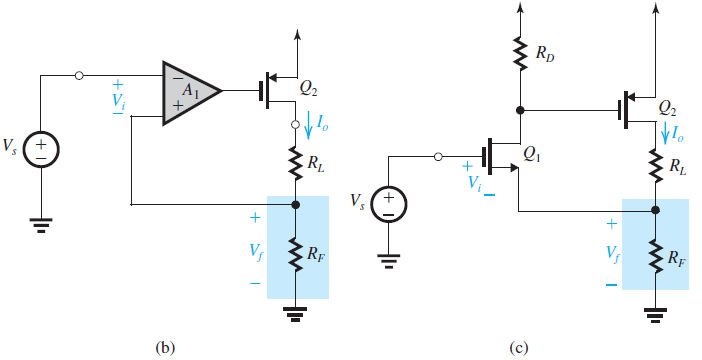 +
V_i
−
−
A_1
+
Q_2
I_o
V_s
+
−
R_L
+
V_f
−
R_F
(b)
R_D
Q_2
I_o
Q_1
+
V_i
−
R_L
V_s
+
−
+
V_f
−
R_F
(c)